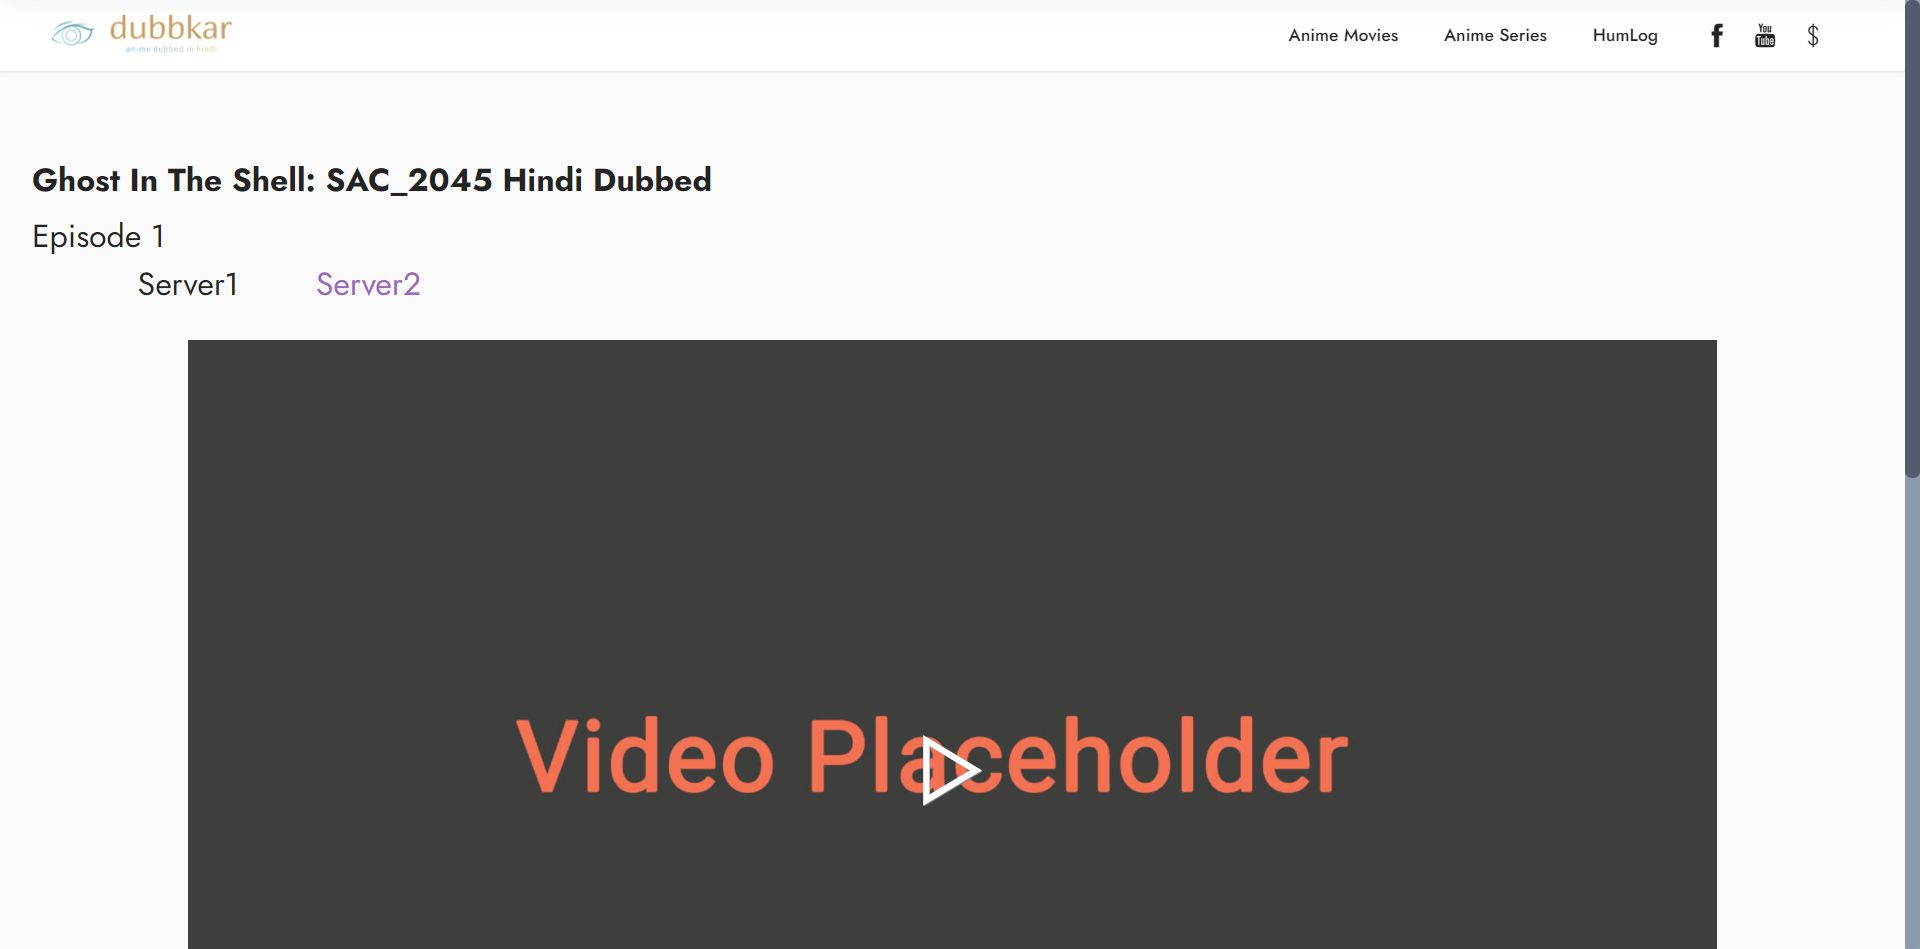 dubbkar
anime dubbed in hindi
Anime Movies
Anime Series
HumLog
You
Tube
$
Ghost In The Shell: SAC_2045 Hindi Dubbed
Episode 1
Server1
Server2
Video Placeholder